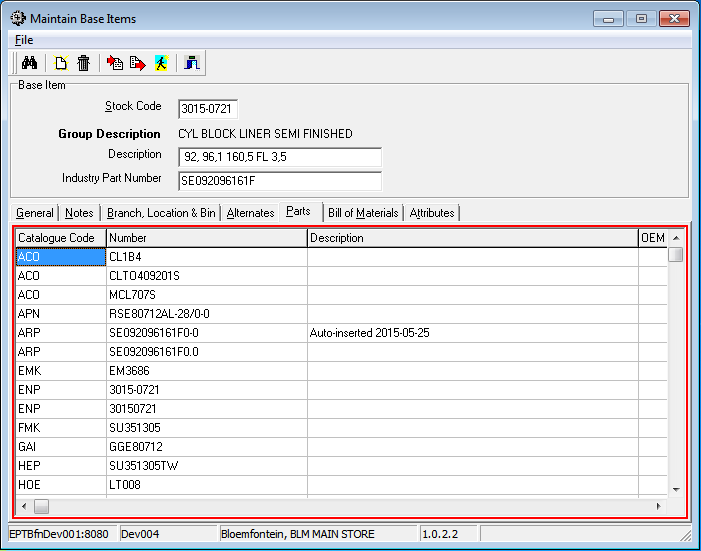 Maintain Base Items
File
Base Item
Stock Code 3015-0721
Group Description CYL BLOCK LINER SEMI FINISHED
Description 92, 96,1 160,5 FL 3,5
Industry Part Number SE092096161F
General Notes Branch, Location & Bin Alternates Parts Bill of Materials Attributes
Catalogue Code Number Description OEM
ACO CL1B4
ACO CLTO409201S
ACO MCL707S
APN RSE80712AL-28/0-0
ARP SE092096161F0-0 Auto-inserted 2015-05-25
ARP SE092096161F0.0
EMK EM3686
ENP 3015-0721
ENP 30150721
FMK SU351305
GAI GGE80712
HEP SU351305TW
HOE LT008
EPTBfnDev001:8080 Dev004 Bloemfontein, BLM MAIN STORE 1.0.2.2